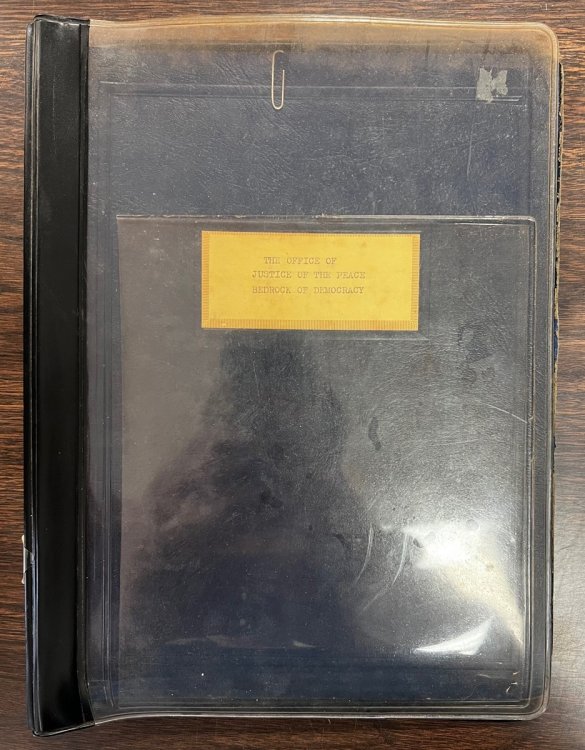 THE OFFICE OF
JUSTICE OF THE PEACE
BEDROCK OF DEMOCRACY